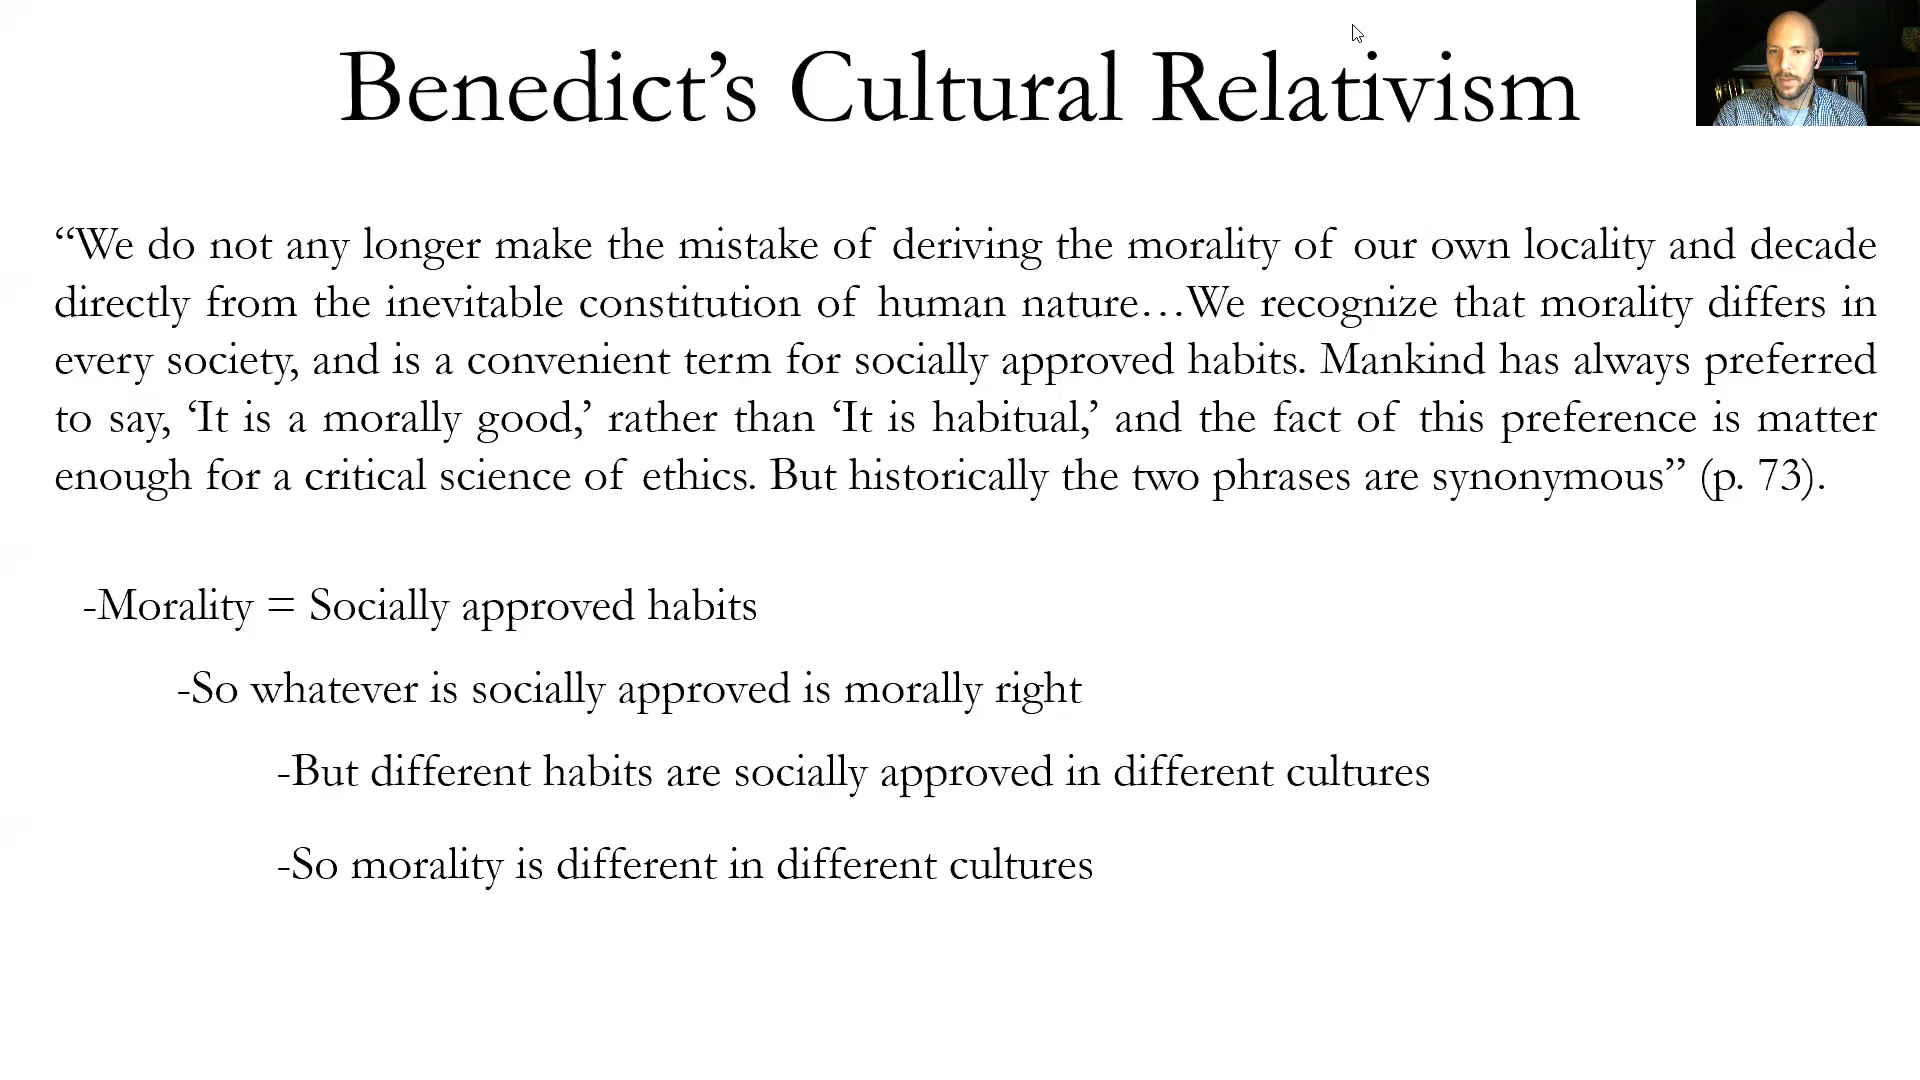 Benedict’s Cultural Relativism
“We do not any longer make the mistake of deriving the morality of our own locality and decade
directly from the inevitable constitution of human nature…We recognize that morality differs in
every society, and is a convenient term for socially approved habits. Mankind has always preferred
to say, ‘It is a morally good,’ rather than ‘It is habitual,’ and the fact of this preference is matter
enough for a critical science of ethics. But historically the two phrases are synonymous” (p. 73).
-Morality = Socially approved habits
-So whatever is socially approved is morally right
-But different habits are socially approved in different cultures
-So morality is different in different cultures